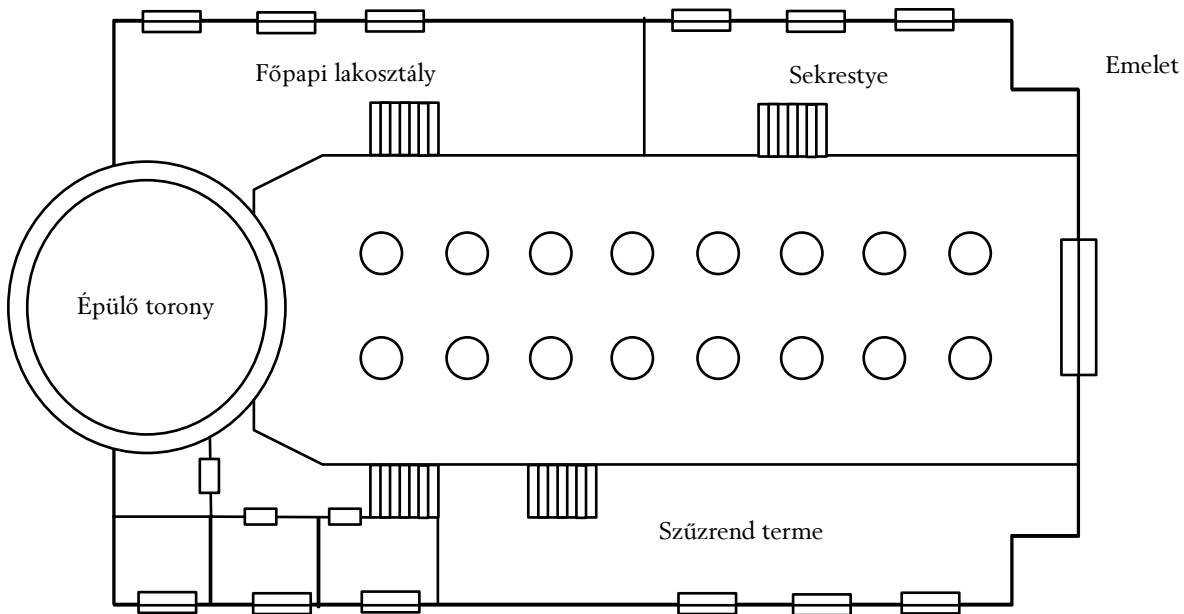 Emelet
Főpapi lakosztály
Sekrestye
Épülő torony
Szűzrend terme